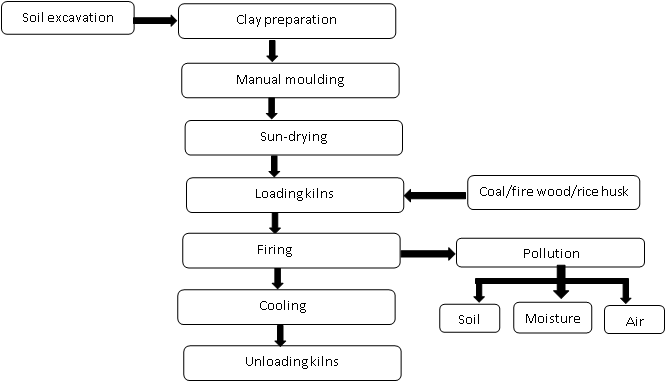 Soil excavation
Clay preparation
Manual moulding
Sun-drying
Loading kilns
Coal/fire wood/rice husk
Firing
Pollution
Cooling
Soil
Moisture
Air
Unloading kilns